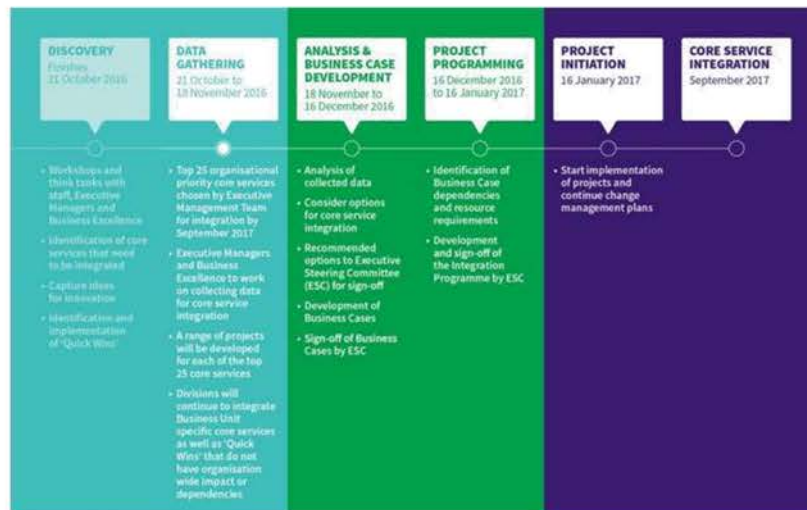 DISCOVERY
Finishes
21 October 2016
• Workshops and
think tanks with
staff, Executive
Managers and
Business Excellence
• Identification of core
services that need
to be integrated
• Capture ideas
for innovation
• Identification and
implementation
of 'Quick Wins'
DATA
GATHERING
21 October to
18 November 2016
• Top 25 organisational
priority core services
chosen by Executive
Management Team
for integration by
September 2017
• Executive Managers
and Business
Excellence to work
on collecting data
for core service
integration
• A range of projects
will be developed
for each of the top
25 core services
• Divisions will
continue to integrate
Business Unit
specific core services
as well as 'Quick
Wins' that do not
have organisation
wide impact or
dependencies
ANALYSIS &
BUSINESS CASE
DEVELOPMENT
18 November to
16 December 2016
• Analysis of
collected data
• Consider options
for core service
integration
• Recommended
options to Executive
Steering Committee
(ESC) for sign-off
• Development of
Business Cases
• Sign-off of Business
Cases by ESC
PROJECT
PROGRAMMING
16 December 2016
to 16 January 2017
• Identification of
Business Case
dependencies
and resource
requirements
• Development
and sign-off of
the Integration
Programme by ESC
PROJECT
INITIATION
16 January 2017
• Start implementation
of projects and
continue change
management plans
CORE SERVICE
INTEGRATION
September 2017